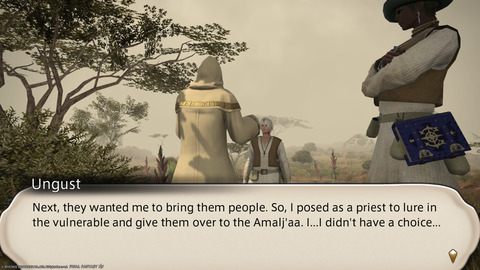 Ungust
Next, they wanted me to bring them people. So, I posed as a priest to lure in
the vulnerable and give them over to the Amalj'aa. I...I didn't have a choice...